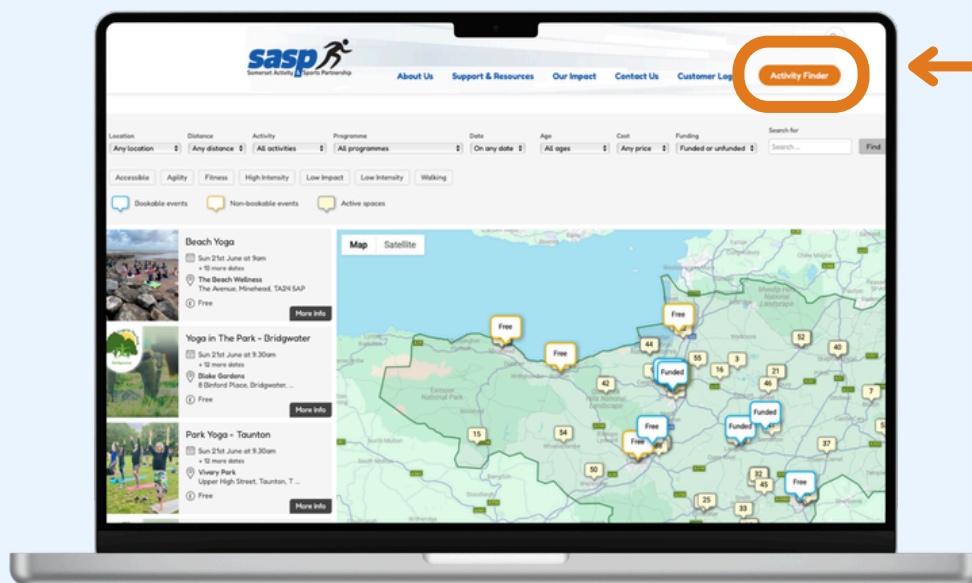 sasp
Somerset Activity & Sports Partnership
About Us
Support & Resources
Our Impact
Contact Us
Customer Log
Activity Finder
Location
Distance
Activity
Programme
Date
Age
Cost
Funding
Search for
Any location
Any distance
All activities
All programmes
On any date
All ages
Any price
Funded or unfunded
Search ...
Find
Accessible
Agility
Fitness
High Intensity
Low Impact
Low Intensity
Walking
Bookable events
Non-bookable events
Active spaces
Beach Yoga
Sun 21st June at 9am
+ 10 more dates
The Beach Wellness
The Avenue, Minehead, TA24 5AP
Free
More Info
Yoga in The Park - Bridgwater
Sun 21st June at 9.30am
+ 12 more dates
Blake Gardens
8 Binford Place, Bridgwater, ...
Free
More Info
Park Yoga - Taunton
Sun 21st June at 9.30am
+ 12 more dates
Vivary Park
Upper High Street, Taunton, T ...
Free
More Info
Map
Satellite
Free
Free
Free
44
55
3
52
40
Funded
16
21
46
42
7
Exmoor
National Park
Mendip Hills
National
Landscape
Funded
Funded
Free
Free
15
54
37
50
32
45
Free
25
33